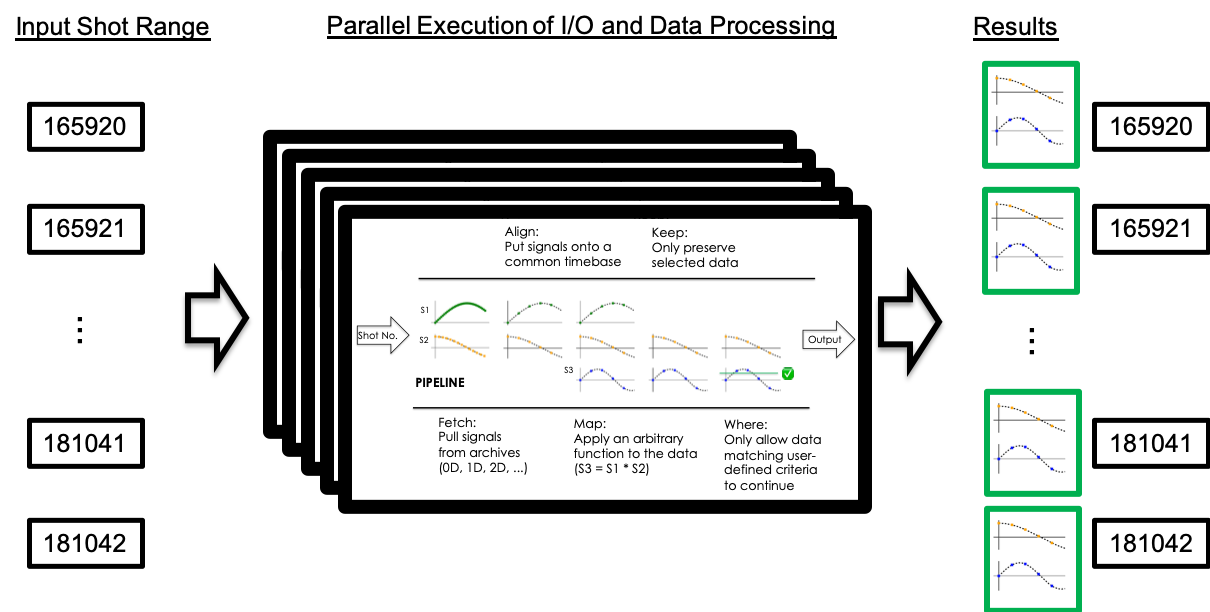 Input Shot Range
Parallel Execution of I/O and Data Processing
Results
165920
165921
⋮
181041
181042
Align:
Put signals onto a
common timebase
Keep:
Only preserve
selected data
Shot No.
S1
S2
S3
PIPELINE
Output
Fetch:
Pull signals
from archives
(0D, 1D, 2D, ...)
Map:
Apply an arbitrary
function to the data
(S3 = S1 * S2)
Where:
Only allow data
matching user-
defined criteria
to continue
165920
165921
⋮
181041
181042